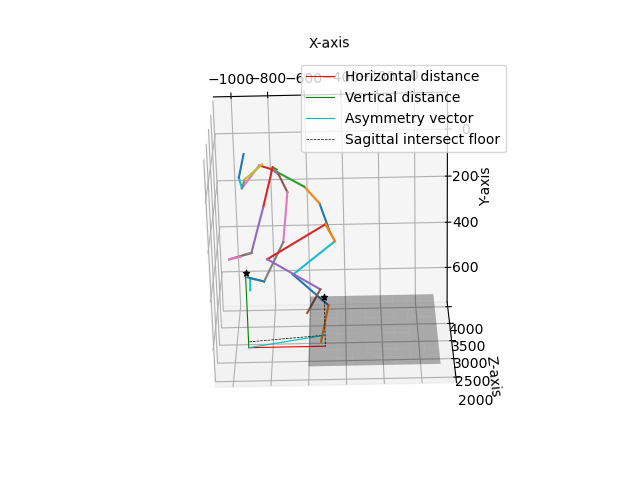 X-axis
−1000
−800
Horizontal distance
Vertical distance
Asymmetry vector
Sagittal intersect floor
0
200
Y-axis
400
600
4000
3500
3000
2500
2000
Z-axis